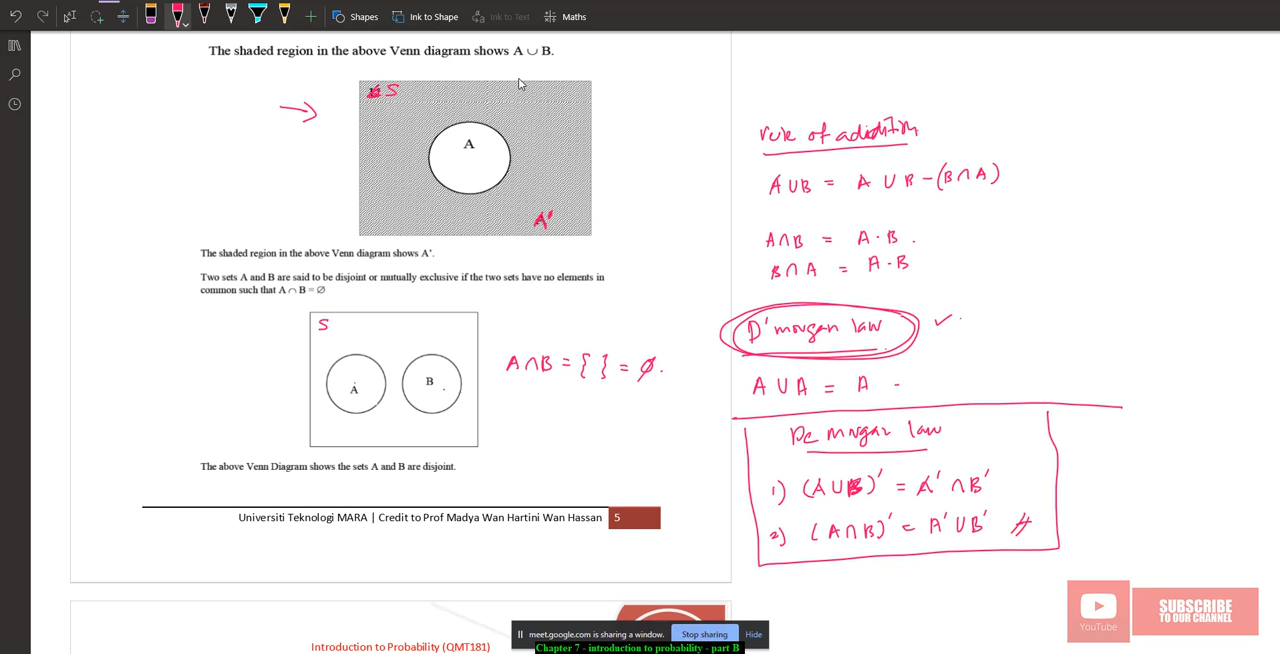 Shapes
Ink to Shape
Ink to Text
Maths
The shaded region in the above Venn diagram shows A ∪ B.
S
A
A'
The shaded region in the above Venn diagram shows A'.
Two sets A and B are said to be disjoint or mutually exclusive if the two sets have no elements in
common such that A ∩ B = ∅
S
A
B
A∩B = { } = ∅.
The above Venn Diagram shows the sets A and B are disjoint.
Universiti Teknologi MARA | Credit to Prof Madya Wan Hartini Wan Hassan 5
rule of addition
A∪B = A ∪ B - (B∩A)
A∩B = A · B .
B∩A = A · B
D'morgan law ✓
A ∪ A = A -
De morgan law
1) (A∪B)' = A' ∩ B'
2) (A∩B)' = A' ∪ B' #
Introduction to Probability (QMT181)
meet.google.com is sharing a window. Stop sharing Hide
Chapter 7 - introduction to probability - part B
YouTube
SUBSCRIBE
TO OUR CHANNEL